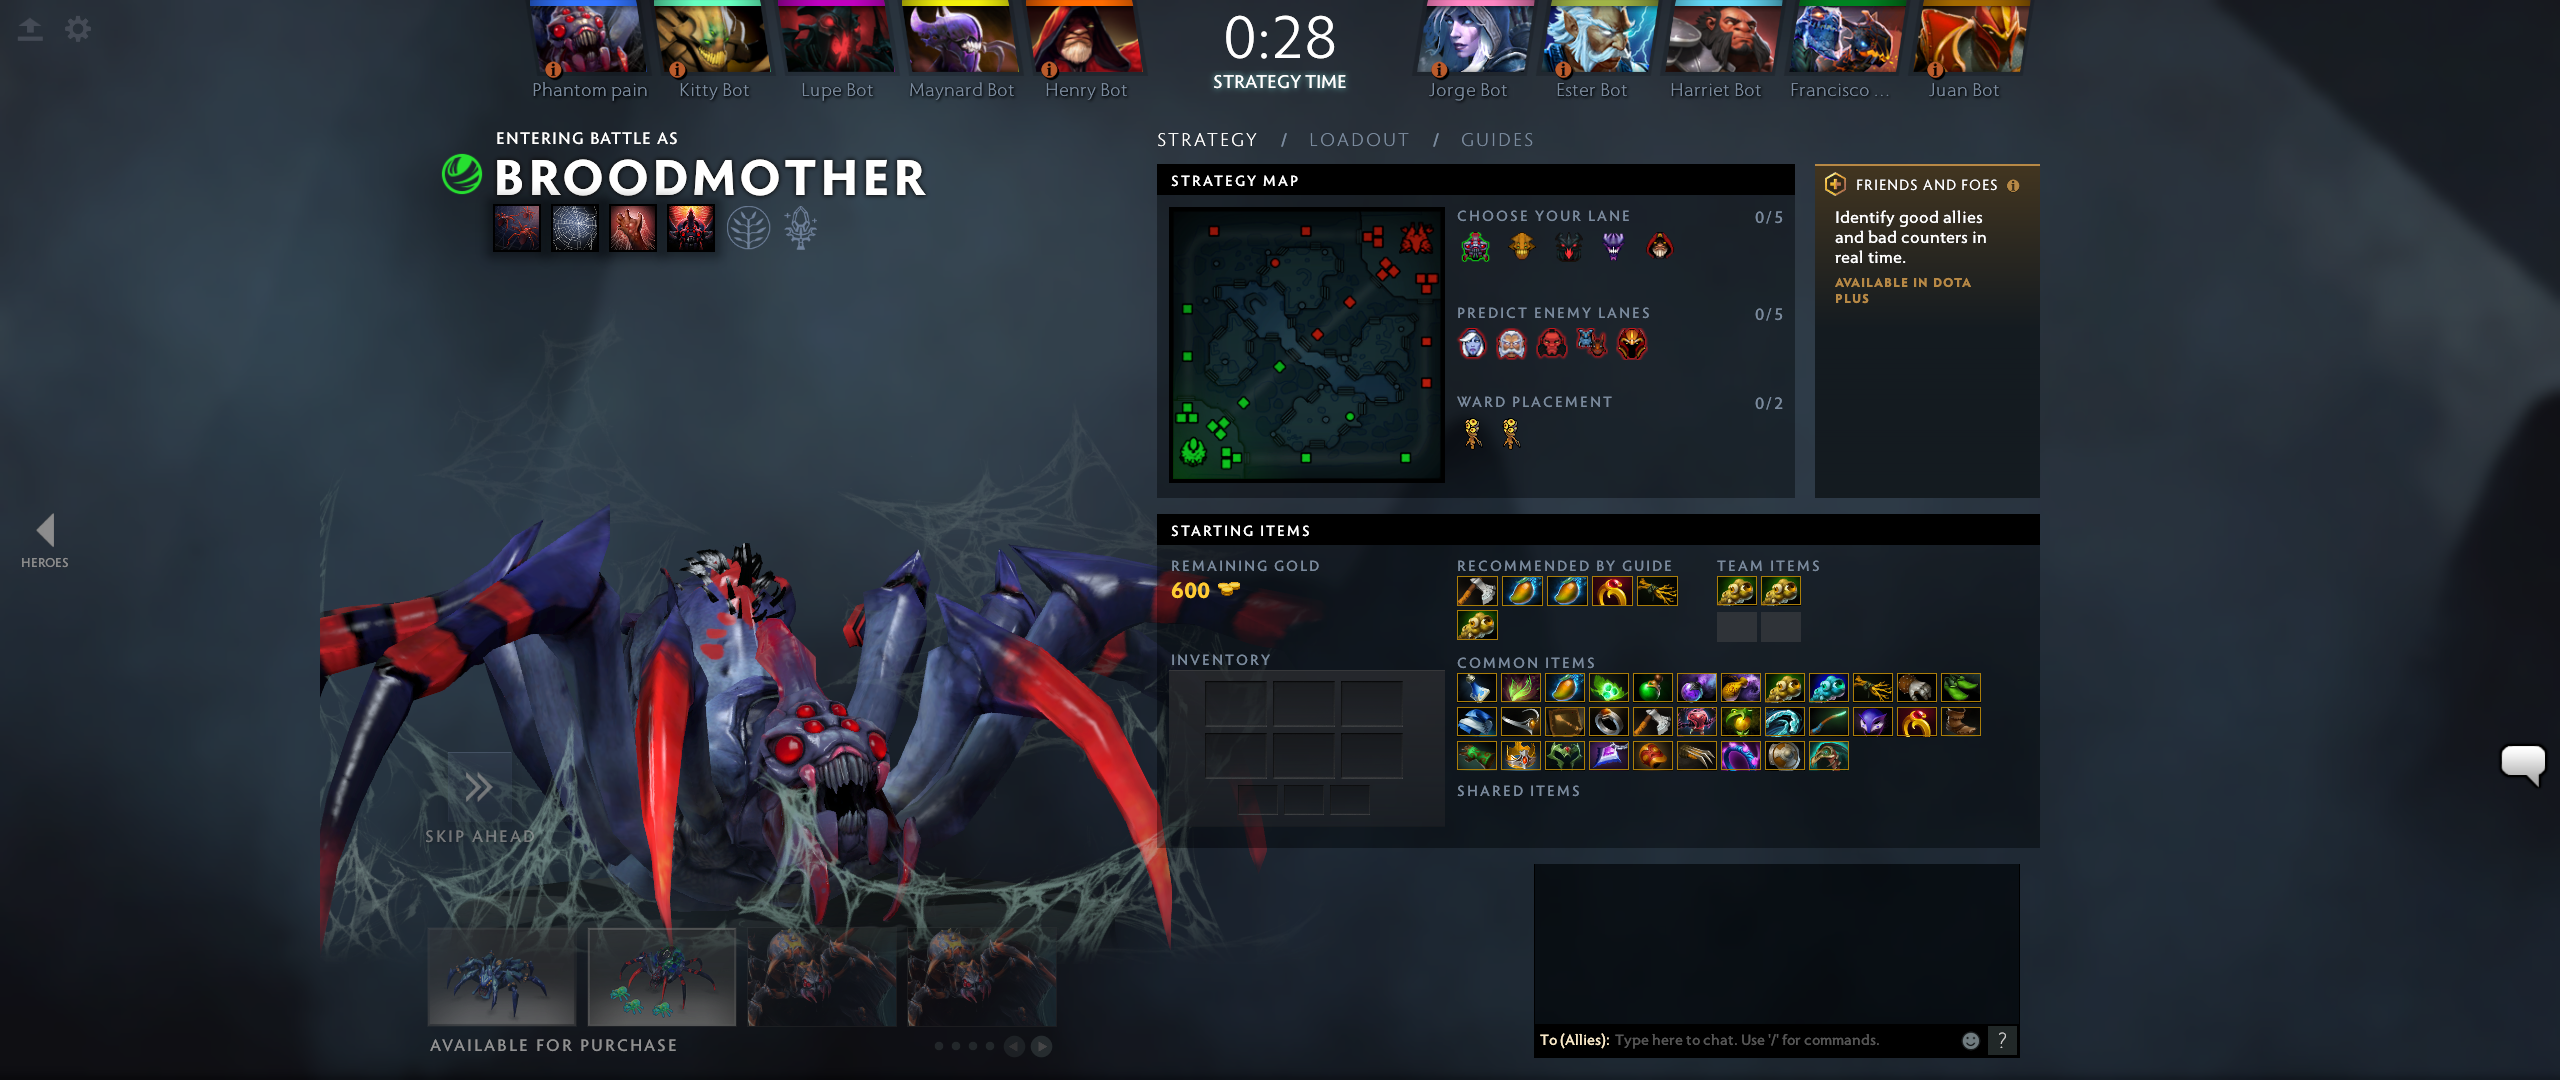 0:28
STRATEGY TIME
Phantom pain
Kitty Bot
Lupe Bot
Maynard Bot
Henry Bot
Jorge Bot
Ester Bot
Harriet Bot
Francisco ...
Juan Bot
ENTERING BATTLE AS
BROODMOTHER
STRATEGY / LOADOUT / GUIDES
STRATEGY MAP
CHOOSE YOUR LANE 0/5
PREDICT ENEMY LANES 0/5
WARD PLACEMENT 0/2
FRIENDS AND FOES
Identify good allies
and bad counters in
real time.
AVAILABLE IN DOTA
PLUS
HEROES
STARTING ITEMS
REMAINING GOLD
600
RECOMMENDED BY GUIDE
TEAM ITEMS
INVENTORY
COMMON ITEMS
SHARED ITEMS
SKIP AHEAD
AVAILABLE FOR PURCHASE
To (Allies): Type here to chat. Use '/' for commands.
?